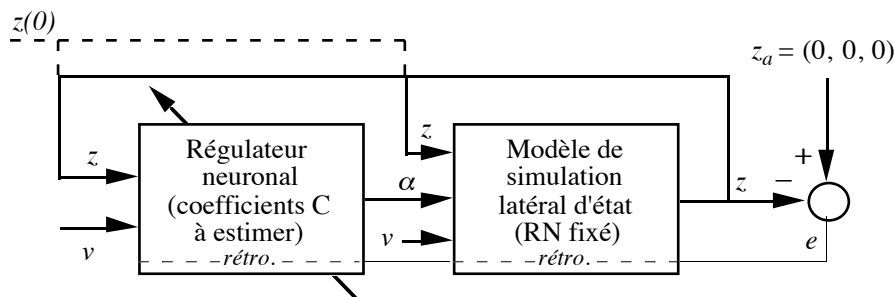 z(0)
z_a = (0, 0, 0)
z
z
v
Régulateur
neuronal
(coefficients C
à estimer)
rétro.
α
v
Modèle de
simulation
latéral d'état
(RN fixé)
rétro.
z
+
−
e